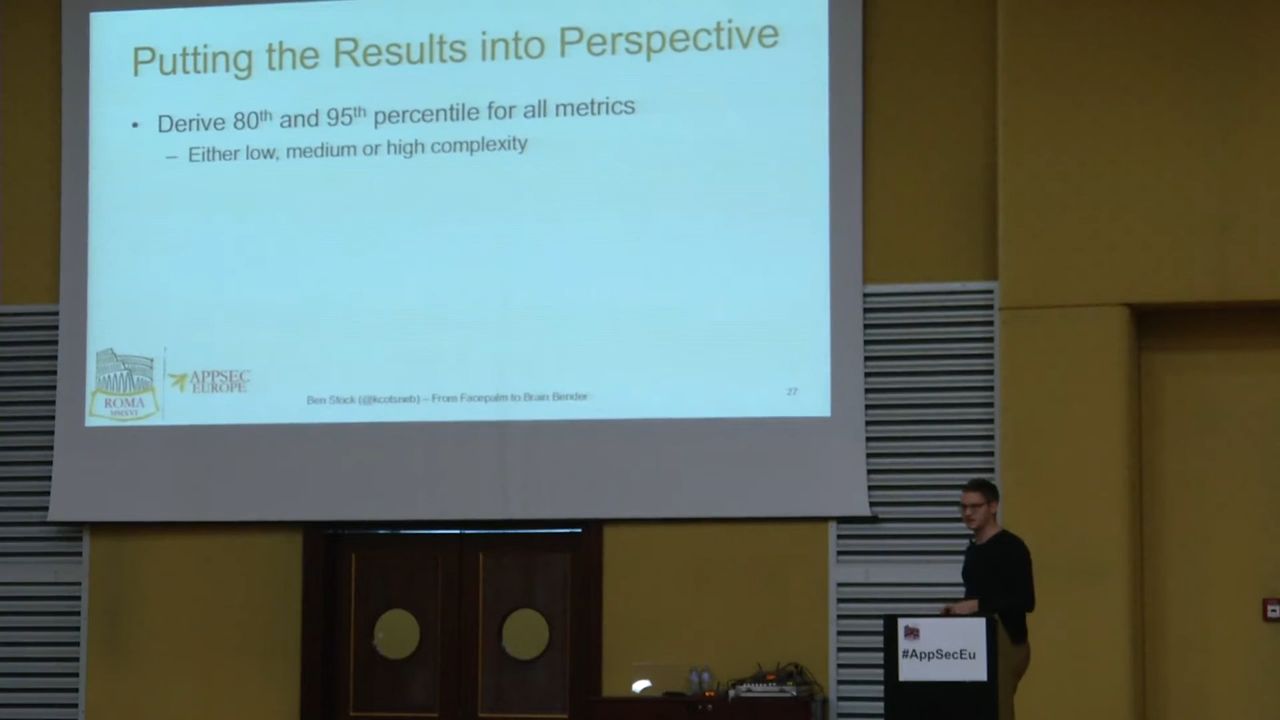 Putting the Results into Perspective
• Derive 80th and 95th percentile for all metrics
– Either low, medium or high complexity
ROMA
MMXVI
APPSEC
EUROPE
Ben Stock (@kcotsneb) – From Facepalm to Brain Bender
27
#AppSecEu